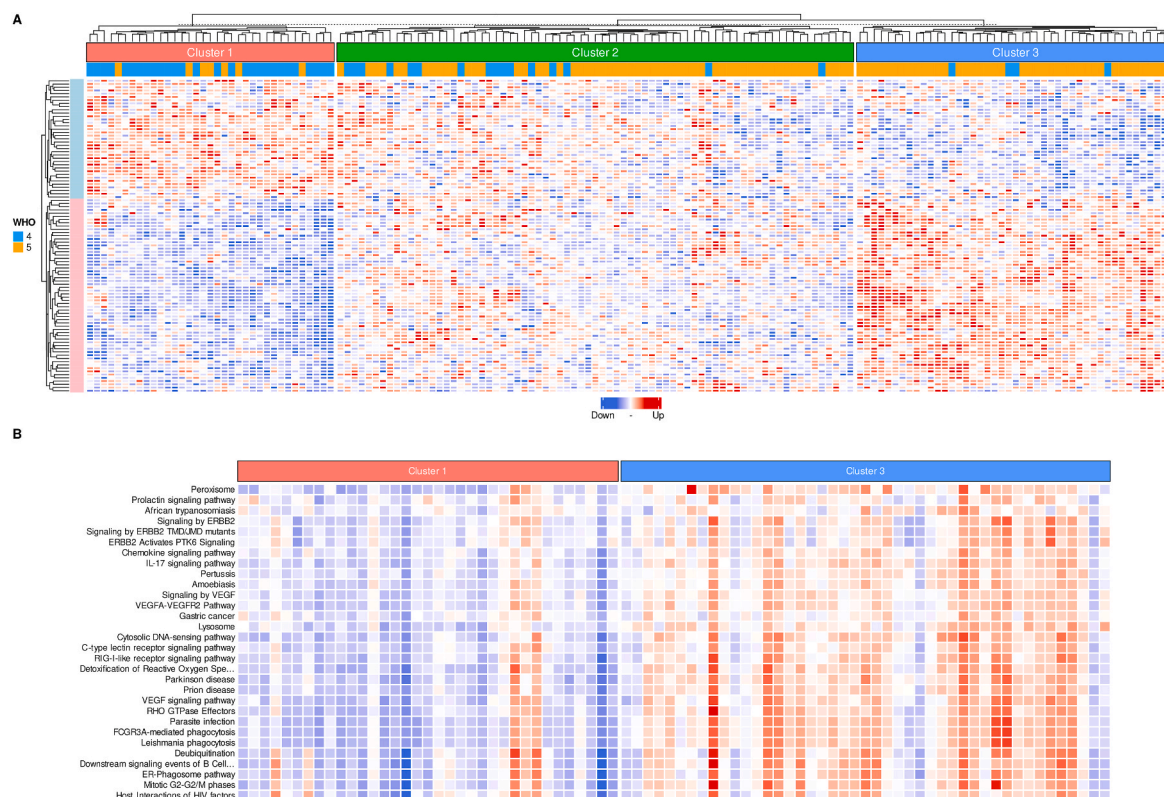 A
Cluster 1
Cluster 2
Cluster 3
WHO
4
5
Down - Up
B
Cluster 1
Cluster 3
Peroxisome
Prolactin signaling pathway
African trypanosomiasis
Signaling by ERBB2
Signaling by ERBB2 TMD/JMD mutants
ERBB2 Activates PTK6 Signaling
Chemokine signaling pathway
IL-17 signaling pathway
Pertussis
Amoebiasis
Signaling by VEGF
VEGFA-VEGFR2 Pathway
Gastric cancer
Lysosome
Cytosolic DNA-sensing pathway
C-type lectin receptor signaling pathway
RIG-I-like receptor signaling pathway
Detoxification of Reactive Oxygen Spe...
Parkinson disease
Prion disease
VEGF signaling pathway
RHO GTPase Effectors
Parasite infection
FCGR3A-mediated phagocytosis
Leishmania phagocytosis
Deubiquitination
Downstream signaling events of B Cell...
ER-Phagosome pathway
Mitotic G2-G2/M phases
Host Interactions of HIV factors